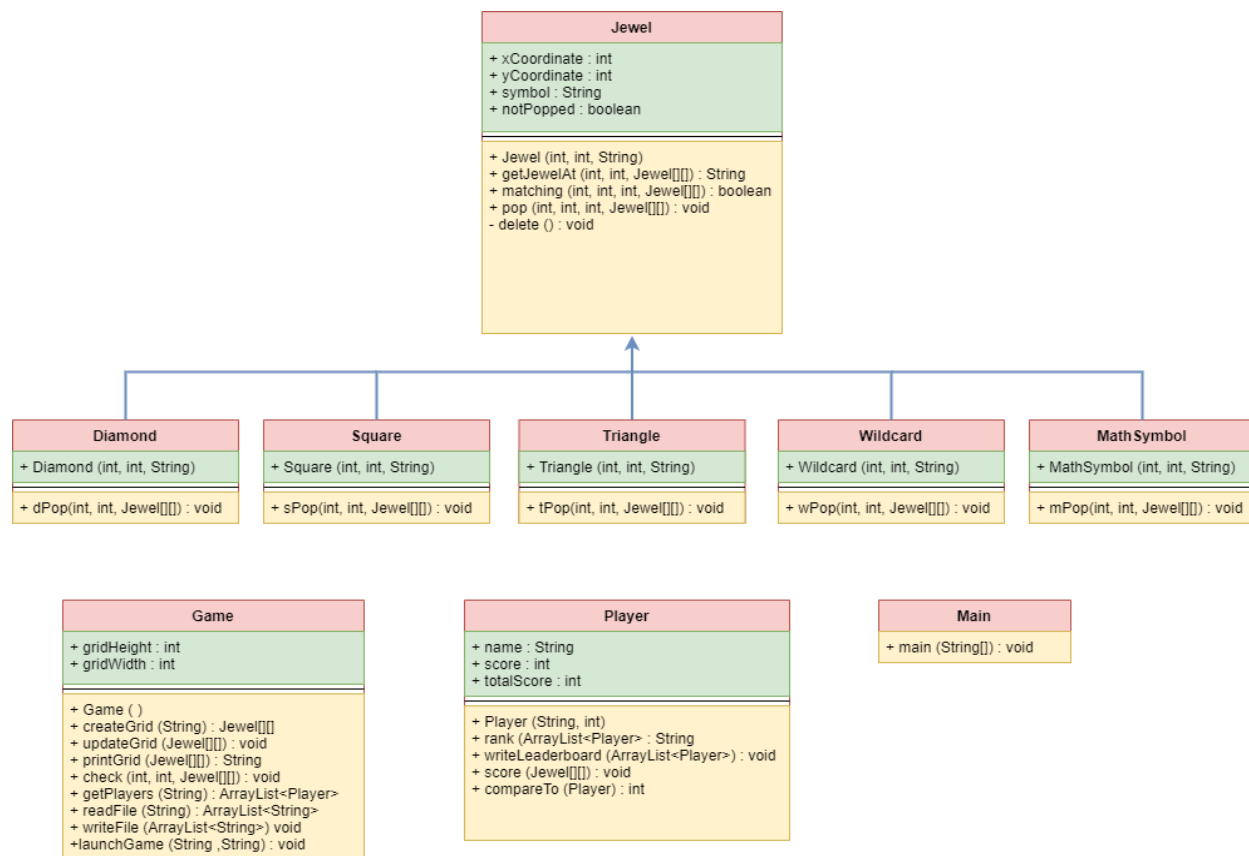 Jewel
+ xCoordinate : int
+ yCoordinate : int
+ symbol : String
+ notPopped : boolean
+ Jewel (int, int, String)
+ getJewelAt (int, int, Jewel[][]) : String
+ matching (int, int, int, Jewel[][]) : boolean
+ pop (int, int, int, Jewel[][]) : void
- delete () : void
Diamond
+ Diamond (int, int, String)
+ dPop(int, int, Jewel[][]) : void
Square
+ Square (int, int, String)
+ sPop(int, int, Jewel[][]) : void
Triangle
+ Triangle (int, int, String)
+ tPop(int, int, Jewel[][]) : void
Wildcard
+ Wildcard (int, int, String)
+ wPop(int, int, Jewel[][]) : void
MathSymbol
+ MathSymbol (int, int, String)
+ mPop(int, int, Jewel[][]) : void
Game
+ gridHeight : int
+ gridWidth : int
+ Game ( )
+ createGrid (String) : Jewel[][]
+ updateGrid (Jewel[][]) : void
+ printGrid (Jewel[][]) : String
+ check (int, int, Jewel[][]) : void
+ getPlayers (String) : ArrayList<Player>
+ readFile (String) : ArrayList<String>
+ writeFile (ArrayList<String>) void
+launchGame (String ,String) : void
Player
+ name : String
+ score : int
+ totalScore : int
+ Player (String, int)
+ rank (ArrayList<Player> : String
+ writeLeaderboard (ArrayList<Player>) : void
+ score (Jewel[][]) : void
+ compareTo (Player) : int
Main
+ main (String[]) : void